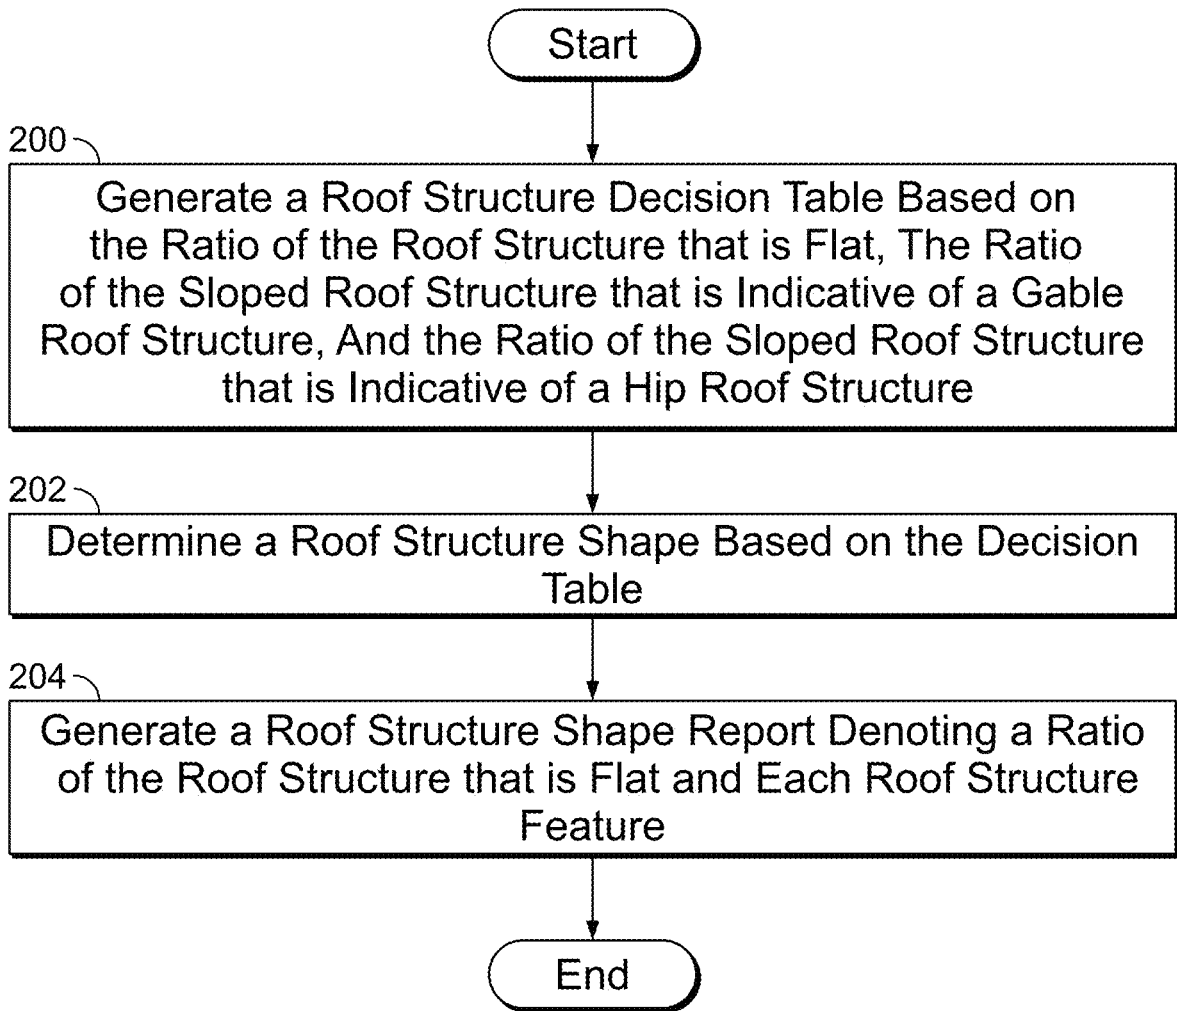 Start
200
Generate a Roof Structure Decision Table Based on
the Ratio of the Roof Structure that is Flat, The Ratio
of the Sloped Roof Structure that is Indicative of a Gable
Roof Structure, And the Ratio of the Sloped Roof Structure
that is Indicative of a Hip Roof Structure
202
Determine a Roof Structure Shape Based on the Decision
Table
204
Generate a Roof Structure Shape Report Denoting a Ratio
of the Roof Structure that is Flat and Each Roof Structure
Feature
End